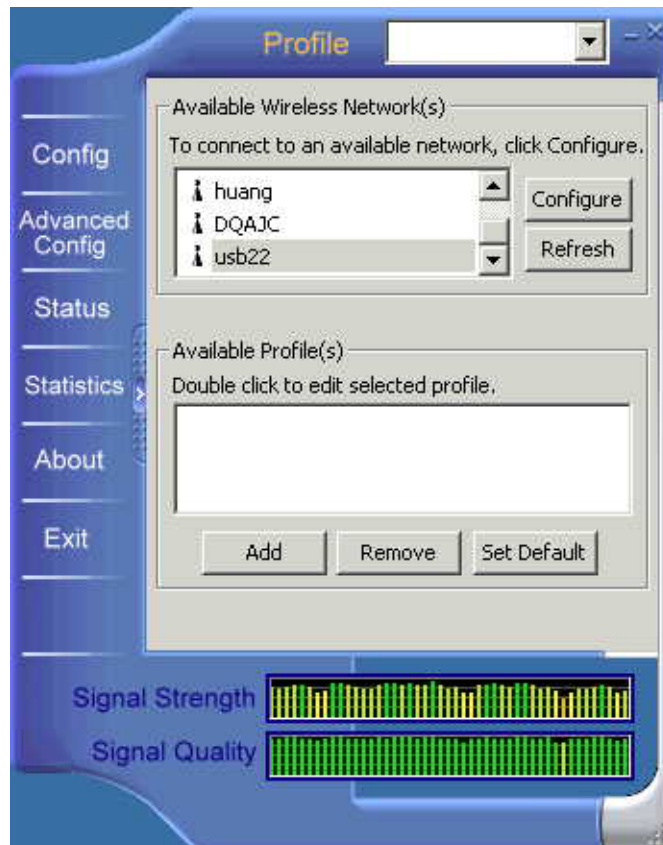 Profile
Available Wireless Network(s)
To connect to an available network, click Configure.
huang
DQAJC
usb22
Configure
Refresh
Config
Advanced
Config
Status
Statistics
About
Exit
Available Profile(s)
Double click to edit selected profile.
Add
Remove
Set Default
Signal Strength
Signal Quality